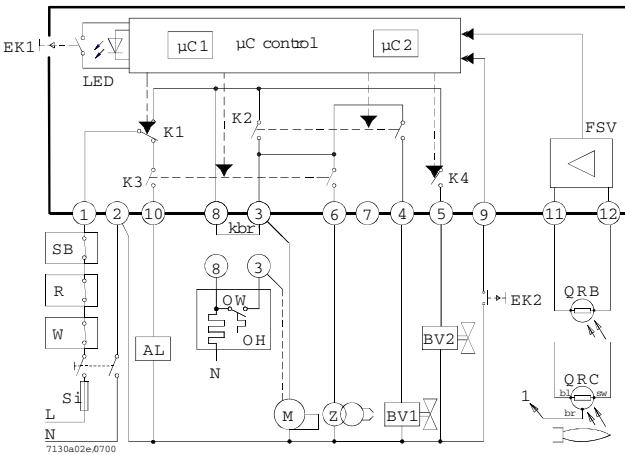 EK1
LED
µC1
µC control
µC2
FSV
K1
K2
K3
K4
1
2
10
8
3
6
7
4
5
9
11
12
kbr
SB
R
W
Si
L
N
AL
8
3
OW
OH
N
M
Z
BV1
BV2
EK2
QRB
QRC
bl
sw
br
1
7130a02e/0700